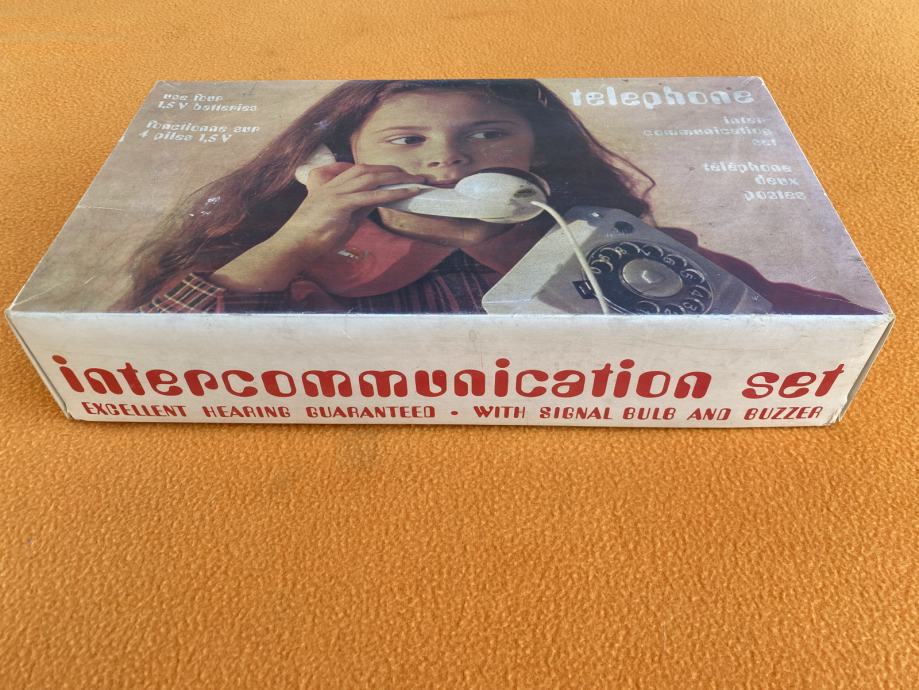 use four
1,5 V batteries
fonctionne sur
4 piles 1,5 V
telephone
inter-
communication
set
téléphone
deux
postes
intercommunication set
EXCELLENT HEARING GUARANTEED • WITH SIGNAL BULB AND BUZZER